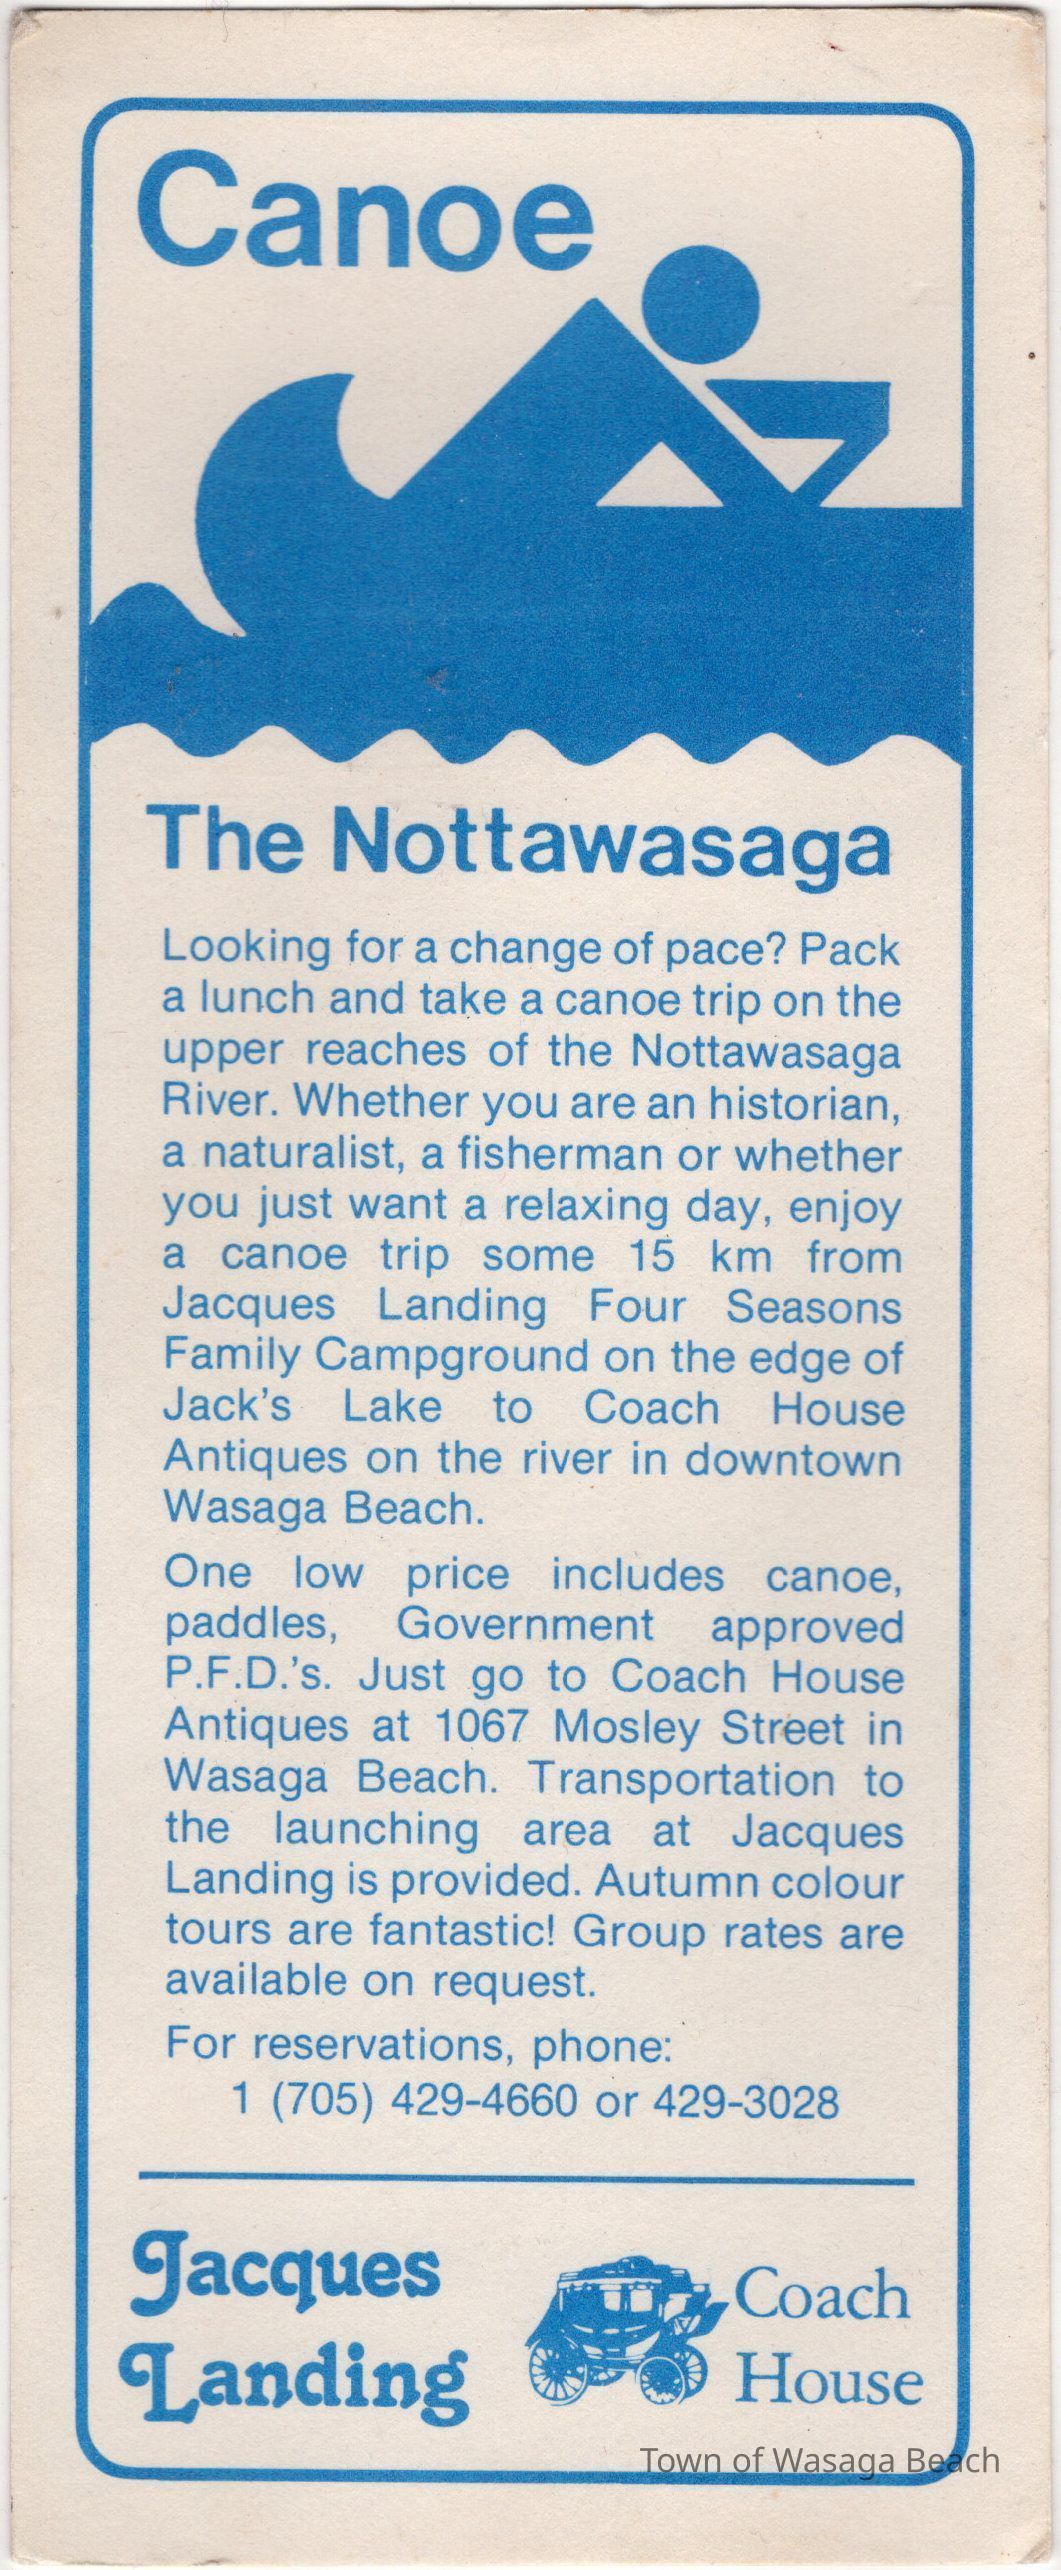 Canoe
The Nottawasaga
Looking for a change of pace? Pack
a lunch and take a canoe trip on the
upper reaches of the Nottawasaga
River. Whether you are an historian,
a naturalist, a fisherman or whether
you just want a relaxing day, enjoy
a canoe trip some 15 km from
Jacques Landing Four Seasons
Family Campground on the edge of
Jack's Lake to Coach House
Antiques on the river in downtown
Wasaga Beach.
One low price includes canoe,
paddles, Government approved
P.F.D.'s. Just go to Coach House
Antiques at 1067 Mosley Street in
Wasaga Beach. Transportation to
the launching area at Jacques
Landing is provided. Autumn colour
tours are fantastic! Group rates are
available on request.
For reservations, phone:
1 (705) 429-4660 or 429-3028
Jacques
Landing
Coach
House
Town of Wasaga Beach